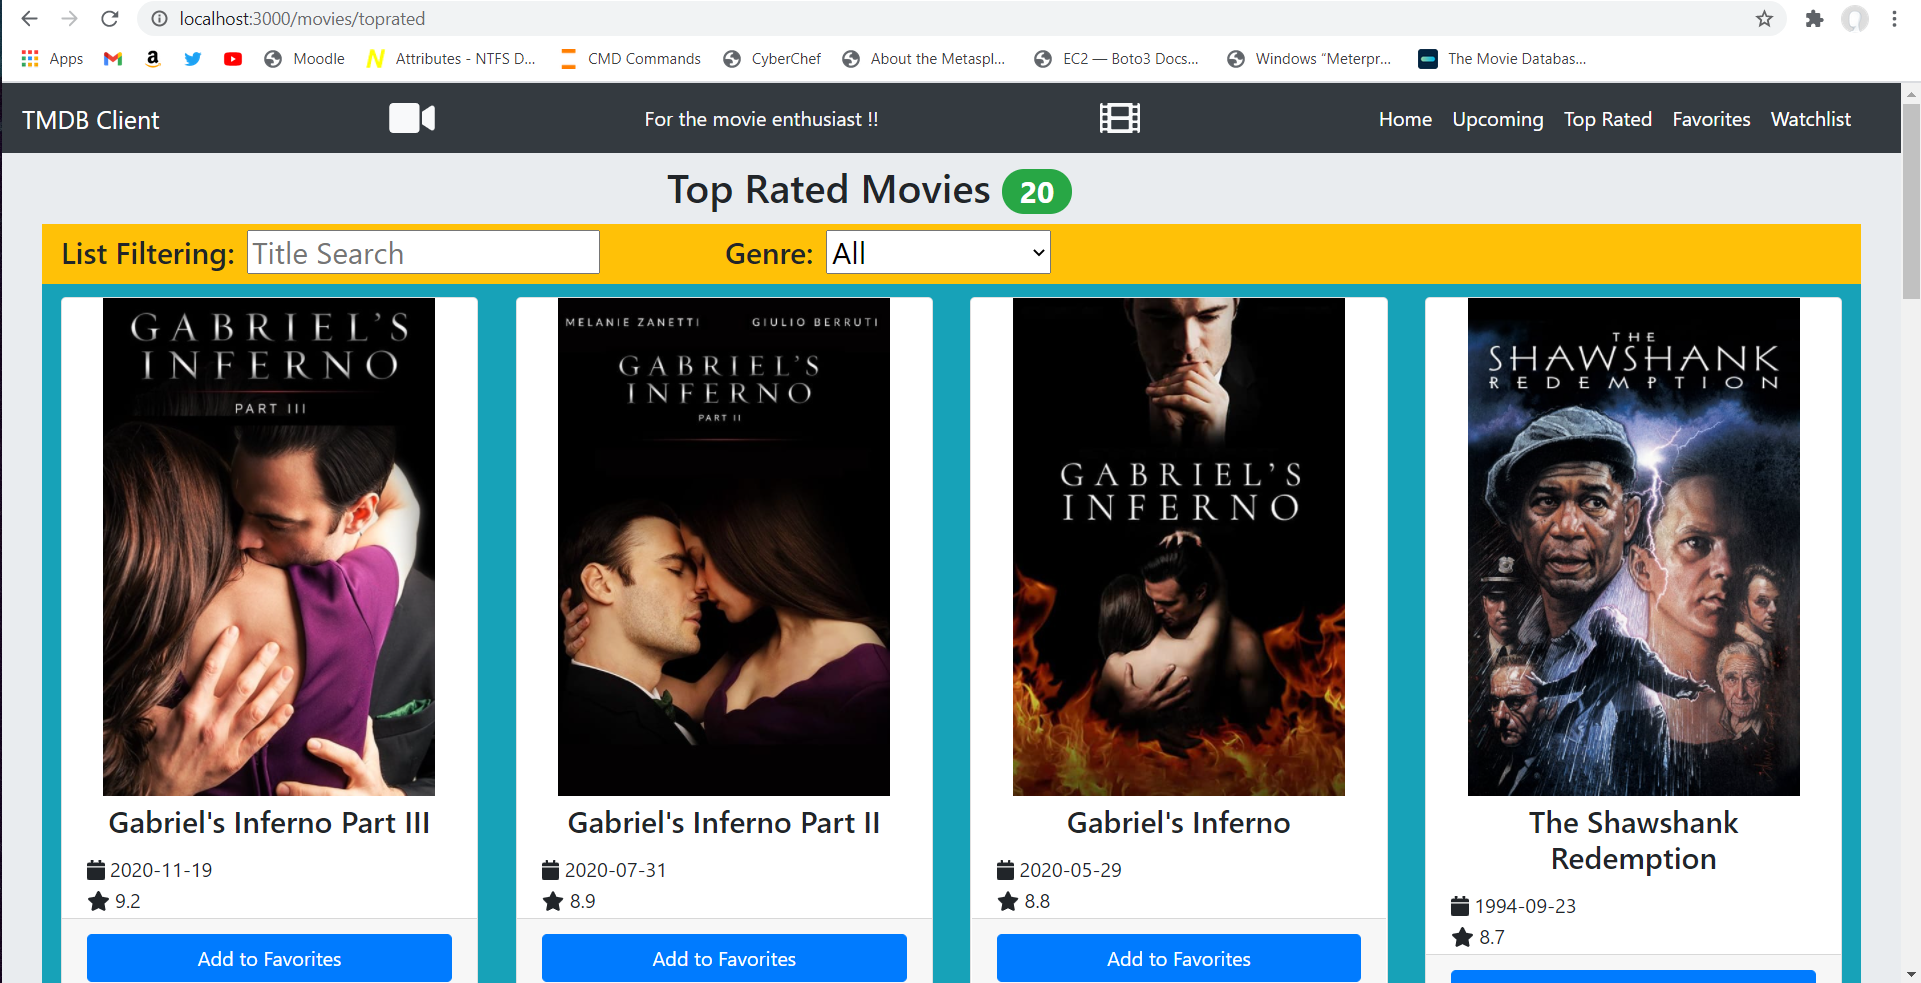 localhost:3000/movies/toprated
Apps
Moodle
Attributes - NTFS D...
CMD Commands
CyberChef
About the Metaspl...
EC2 — Boto3 Docs...
Windows “Meterpr...
The Movie Databas...
TMDB Client
For the movie enthusiast !!
Home Upcoming Top Rated Favorites Watchlist
Top Rated Movies 20
List Filtering: Title Search Genre: All
GABRIEL'S
INFERNO
PART III
Gabriel's Inferno Part III
2020-11-19
9.2
Add to Favorites
MELANIE ZANETTI GIULIO BERRUTI
GABRIEL'S
INFERNO
PART II
Gabriel's Inferno Part II
2020-07-31
8.9
Add to Favorites
GABRIEL'S
INFERNO
Gabriel's Inferno
2020-05-29
8.8
Add to Favorites
THE
SHAWSHANK
REDEMPTION
The Shawshank
Redemption
1994-09-23
8.7